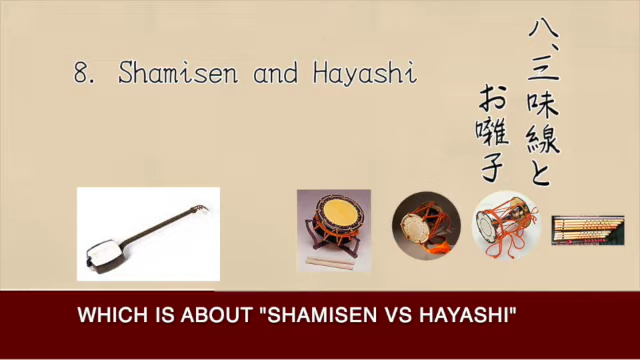 8. Shamisen and Hayashi
八、三味線と
お囃子
WHICH IS ABOUT "SHAMISEN VS HAYASHI"